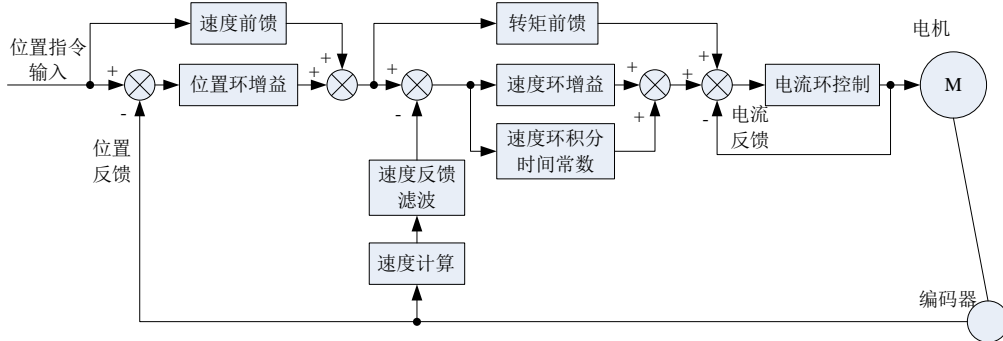 速度前馈
转矩前馈
电机
位置指令
输入
+
+
+
+
+
+
+
位置环增益
速度环增益
电流环控制
M
-
-
-
+
电流
反馈
位置
反馈
速度环积分
时间常数
速度反馈
滤波
速度计算
编码器